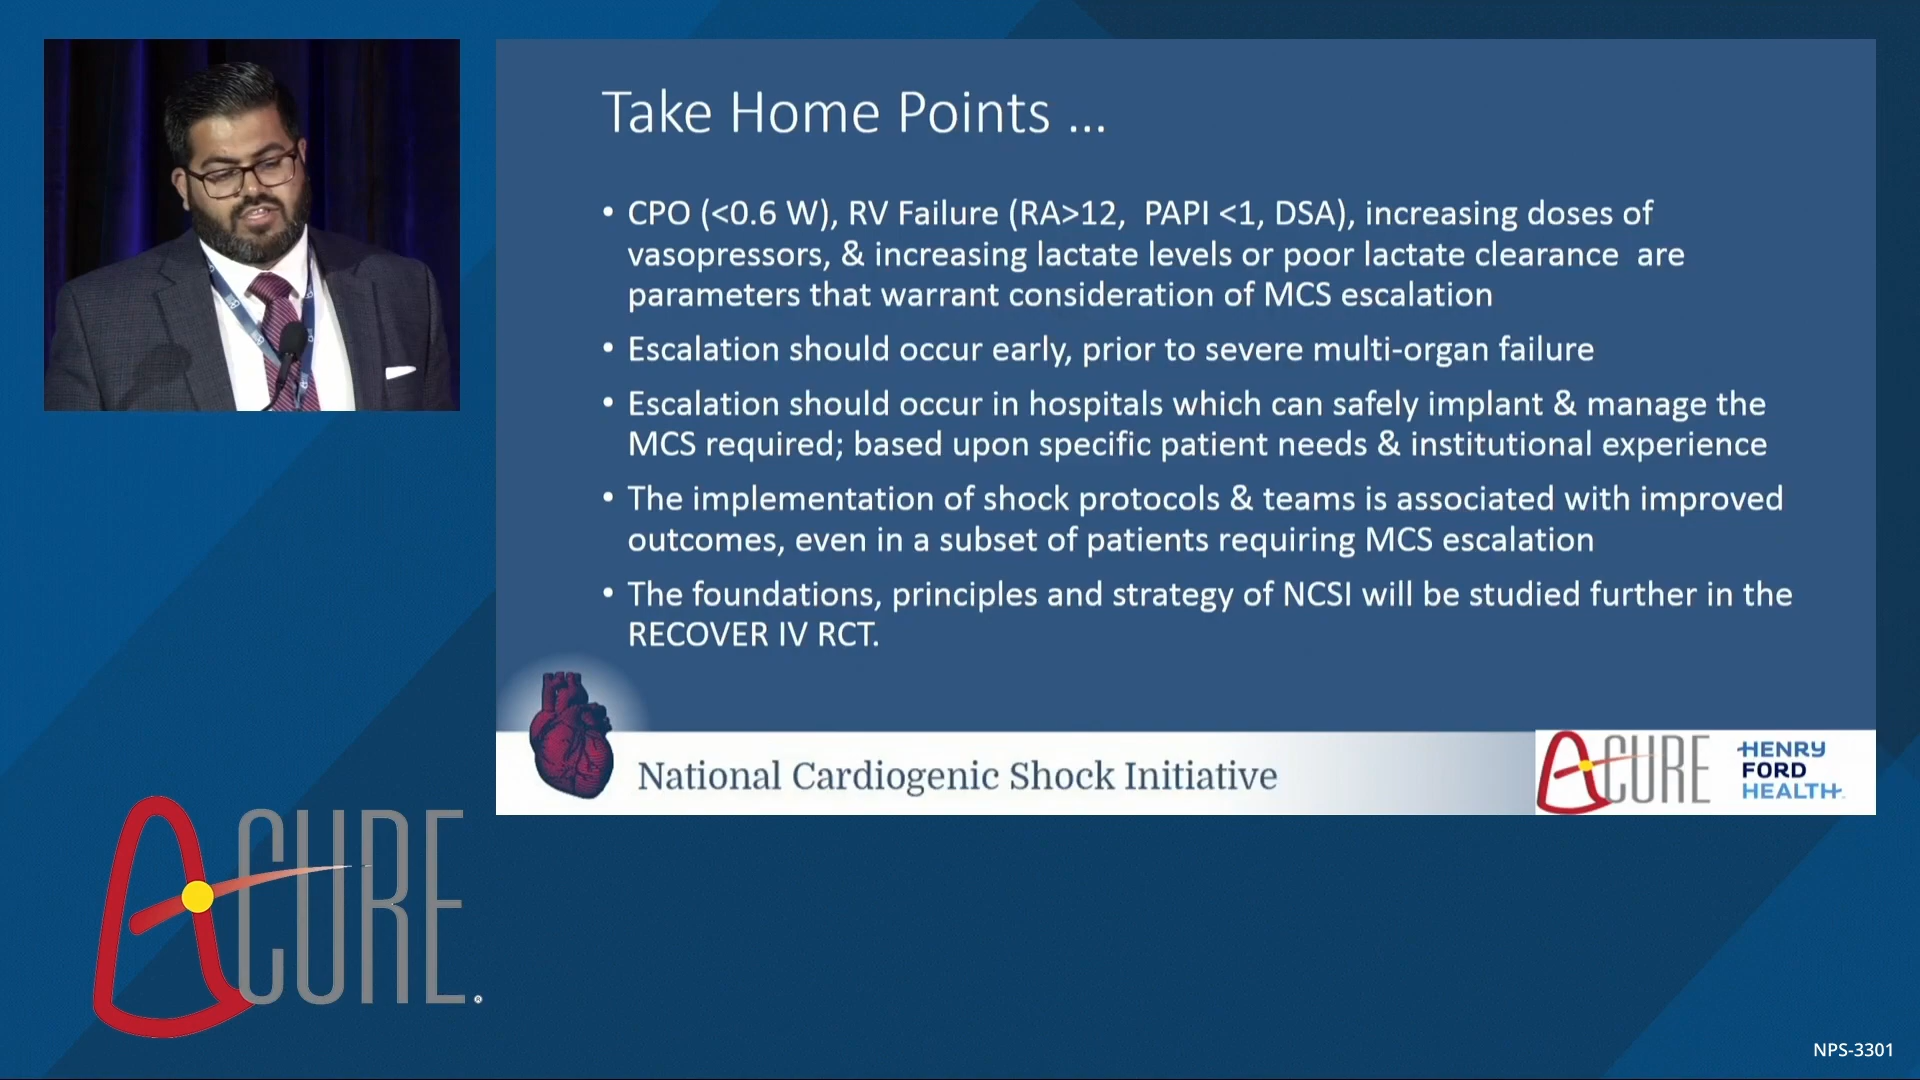 Take Home Points ...
• CPO (<0.6 W), RV Failure (RA>12,  PAPI <1, DSA), increasing doses of
vasopressors, & increasing lactate levels or poor lactate clearance  are
parameters that warrant consideration of MCS escalation
• Escalation should occur early, prior to severe multi-organ failure
• Escalation should occur in hospitals which can safely implant & manage the
MCS required; based upon specific patient needs & institutional experience
• The implementation of shock protocols & teams is associated with improved
outcomes, even in a subset of patients requiring MCS escalation
• The foundations, principles and strategy of NCSI will be studied further in the
RECOVER IV RCT.
National Cardiogenic Shock Initiative
ACURE
HENRY
FORD
HEALTH
ACURE®
NPS-3301